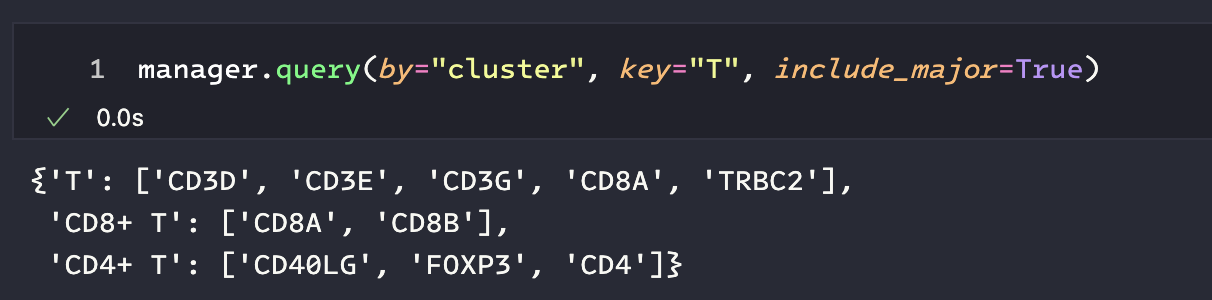 1 manager.query(by="cluster", key="T", include_major=True)
✓ 0.0s
{'T': ['CD3D', 'CD3E', 'CD3G', 'CD8A', 'TRBC2'],
'CD8+ T': ['CD8A', 'CD8B'],
'CD4+ T': ['CD40LG', 'FOXP3', 'CD4']}